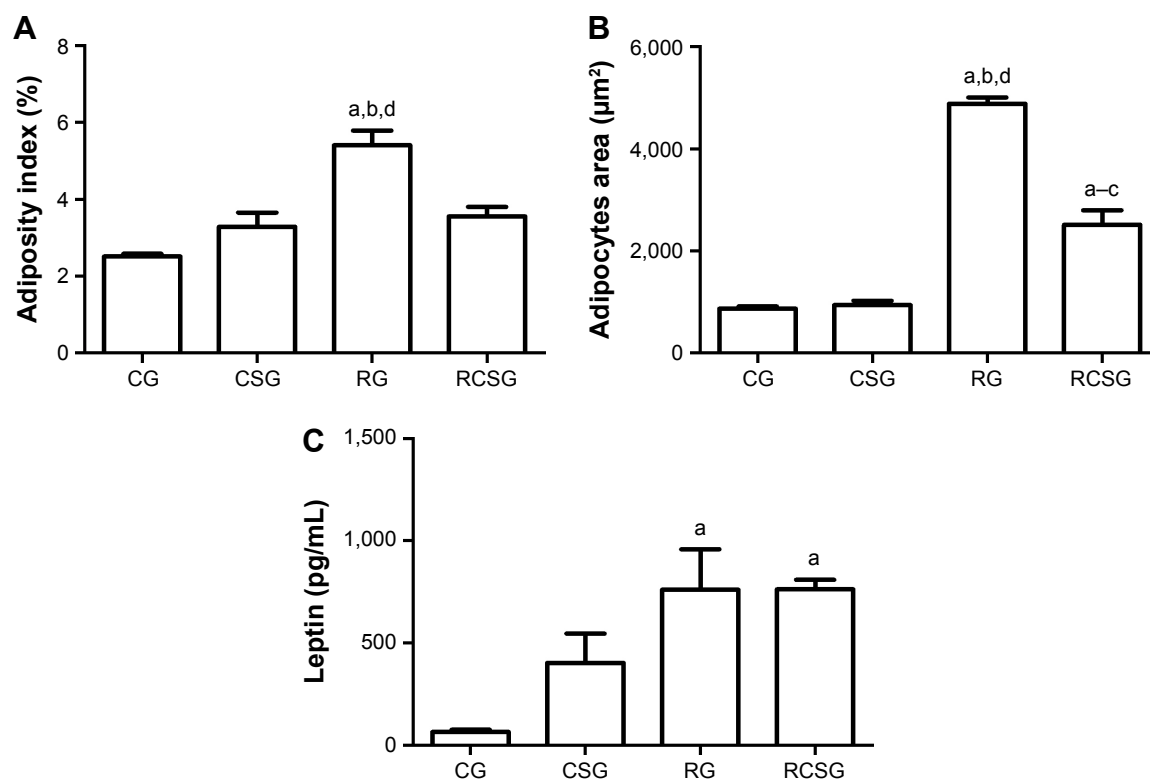 A
Adiposity index (%)
8
6
4
2
0
a,b,d
CG CSG RG RCSG
B
Adipocytes area (µm²)
6,000
4,000
2,000
0
a,b,d
a–c
CG CSG RG RCSG
C
Leptin (pg/mL)
1,500
1,000
500
0
a
a
CG CSG RG RCSG